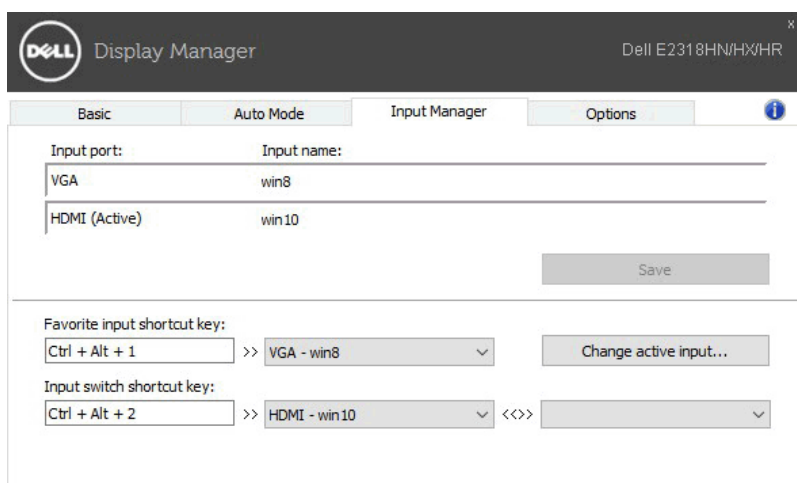 x
DELL Display Manager Dell E2318HN/HX/HR
Basic Auto Mode Input Manager Options i
Input port: Input name:
VGA win8
HDMI (Active) win10
Save
Favorite input shortcut key:
Ctrl + Alt + 1 >> VGA - win8 Change active input...
Input switch shortcut key:
Ctrl + Alt + 2 >> HDMI - win10 <<>>